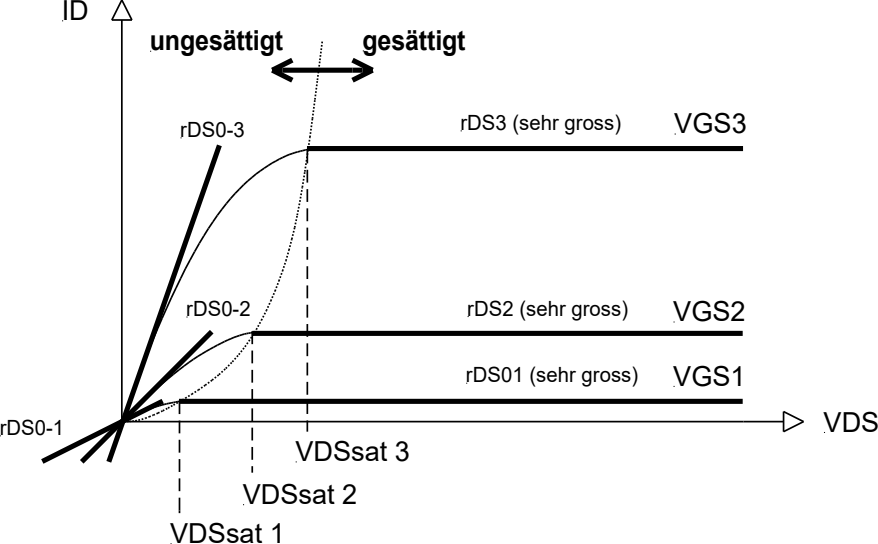 ID
ungesättigt
gesättigt
rDS0-3
rDS3 (sehr gross)
VGS3
rDS0-2
rDS2 (sehr gross)
VGS2
rDS01 (sehr gross)
VGS1
rDS0-1
VDS
VDSsat 3
VDSsat 2
VDSsat 1